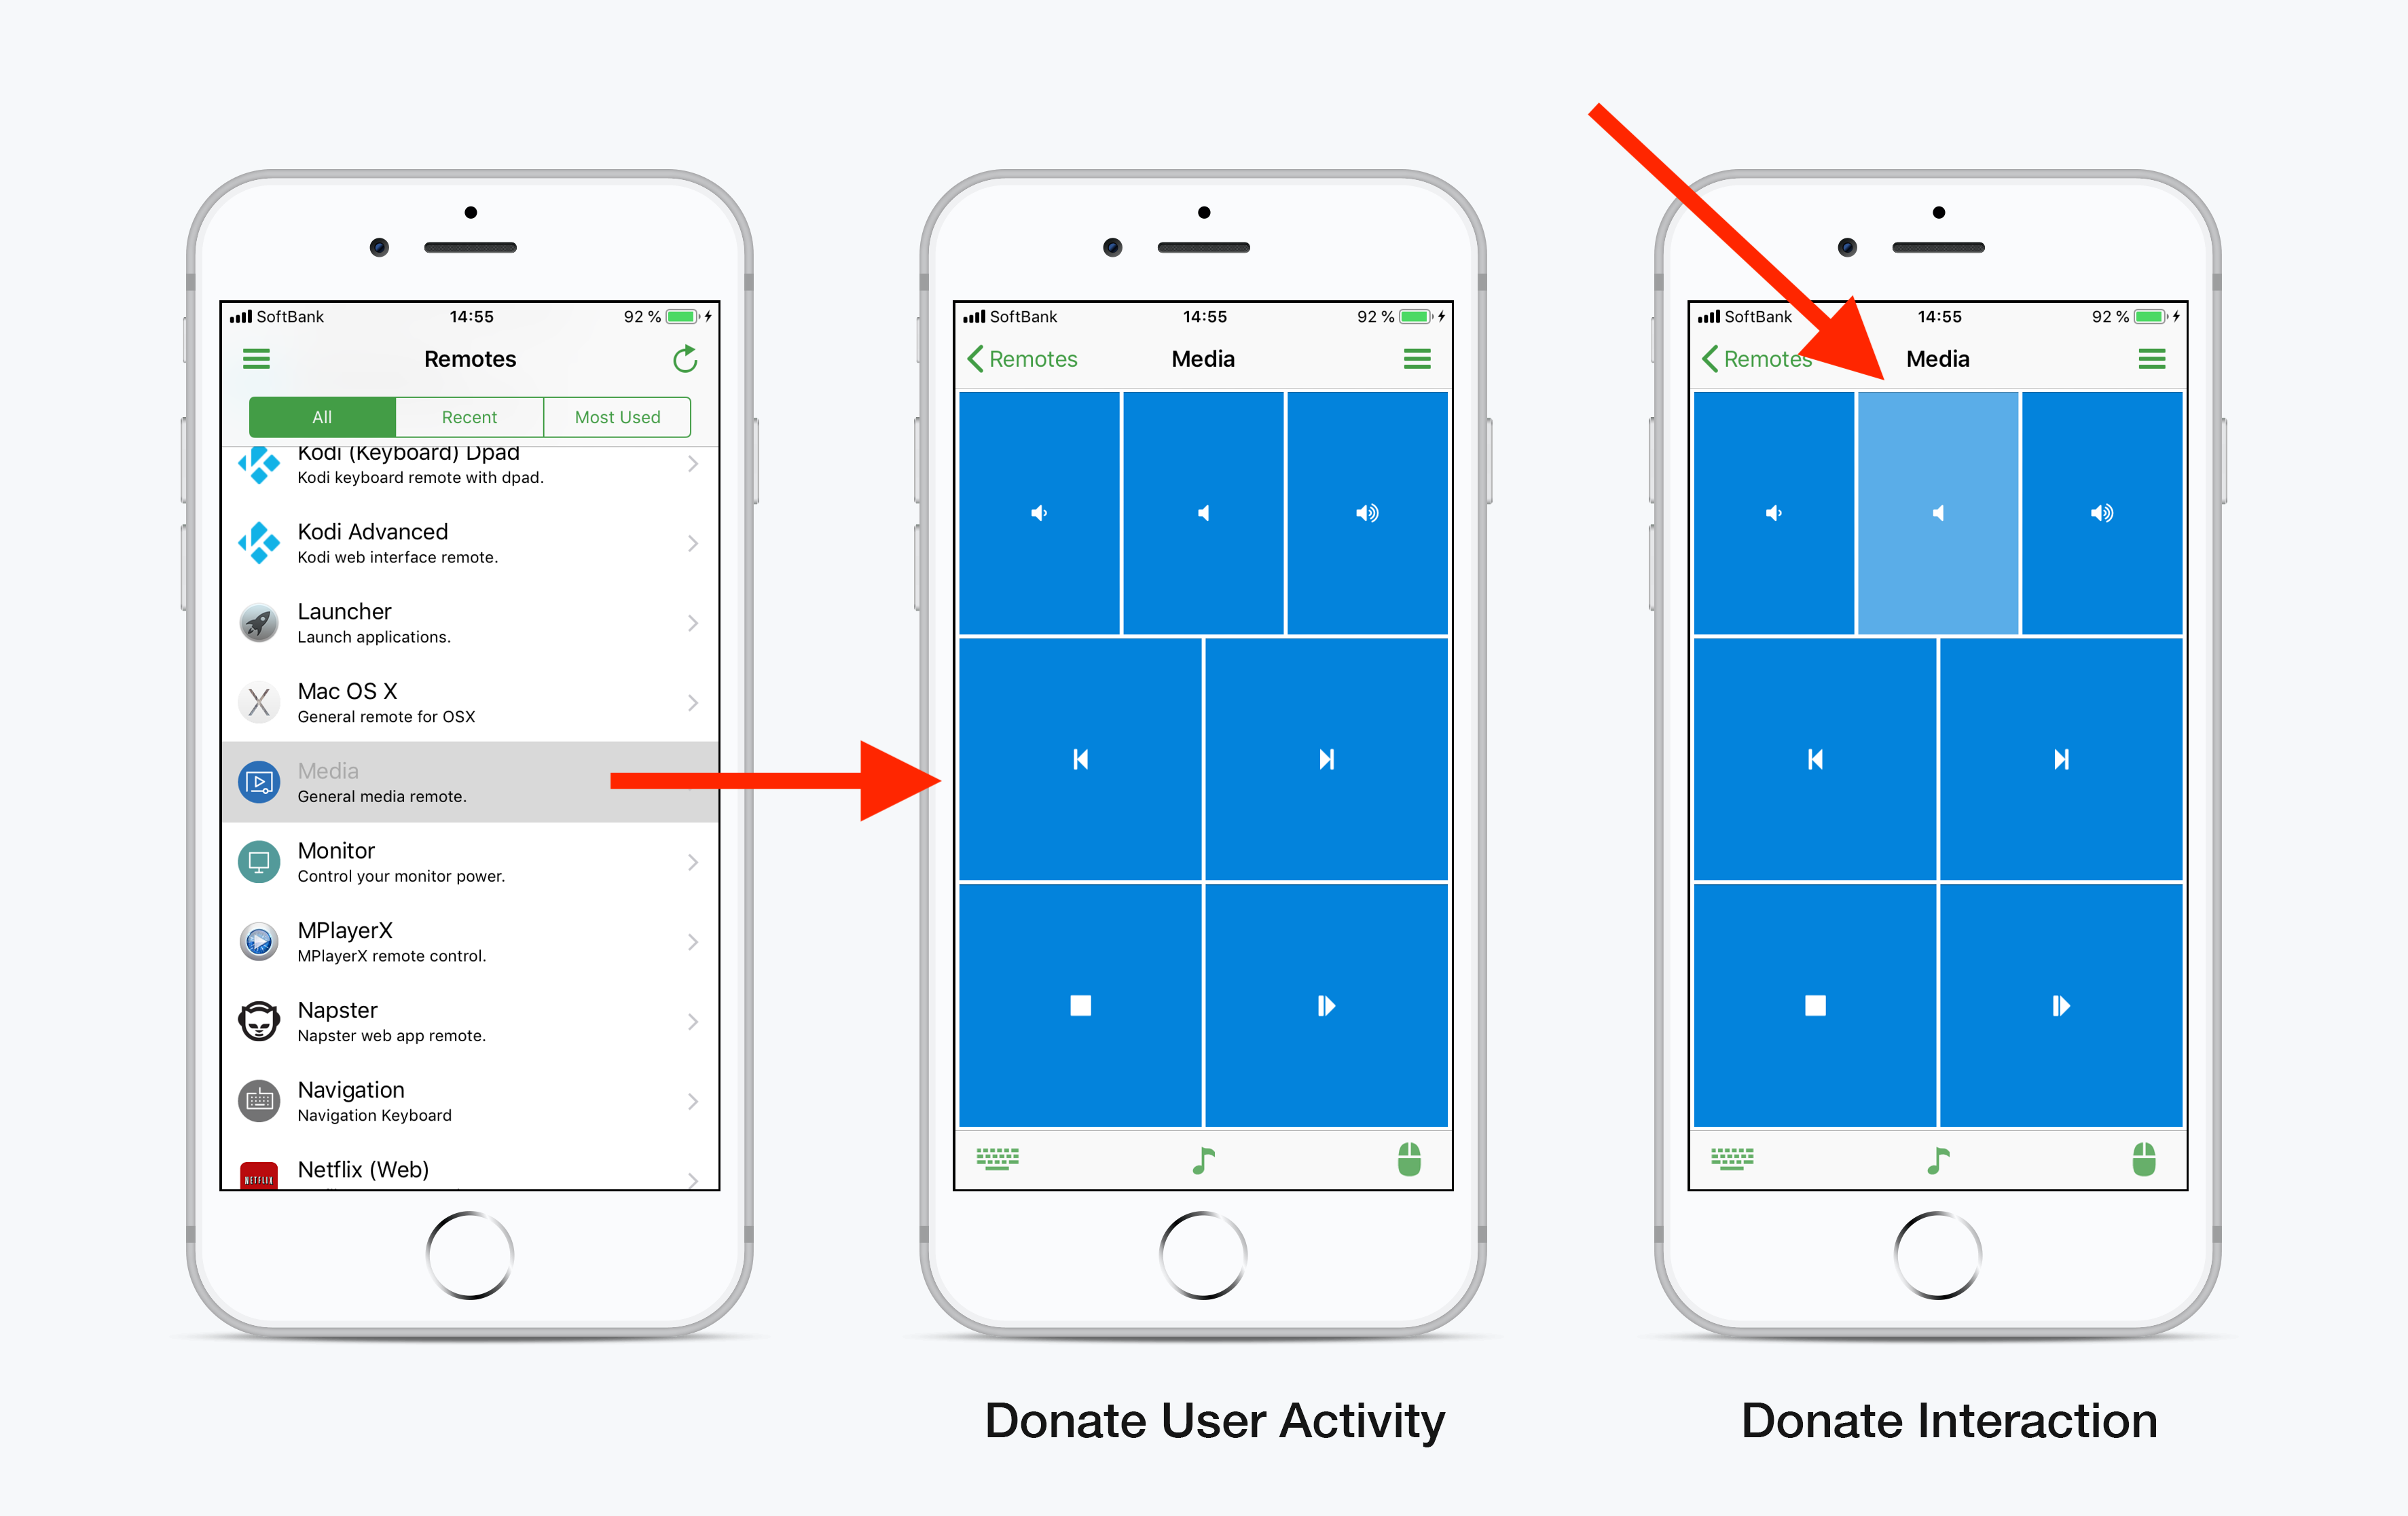 SoftBank 14:55 92 %
Remotes
All Recent Most Used
Kodi (Keyboard) Dpad
Kodi keyboard remote with dpad.
Kodi Advanced
Kodi web interface remote.
Launcher
Launch applications.
Mac OS X
General remote for OSX
Media
General media remote.
Monitor
Control your monitor power.
MPlayerX
MPlayerX remote control.
Napster
Napster web app remote.
Navigation
Navigation Keyboard
Netflix (Web)
NETFLIX
SoftBank 14:55 92 %
Remotes Media
Donate User Activity
SoftBank 14:55 92 %
Remotes Media
Donate Interaction